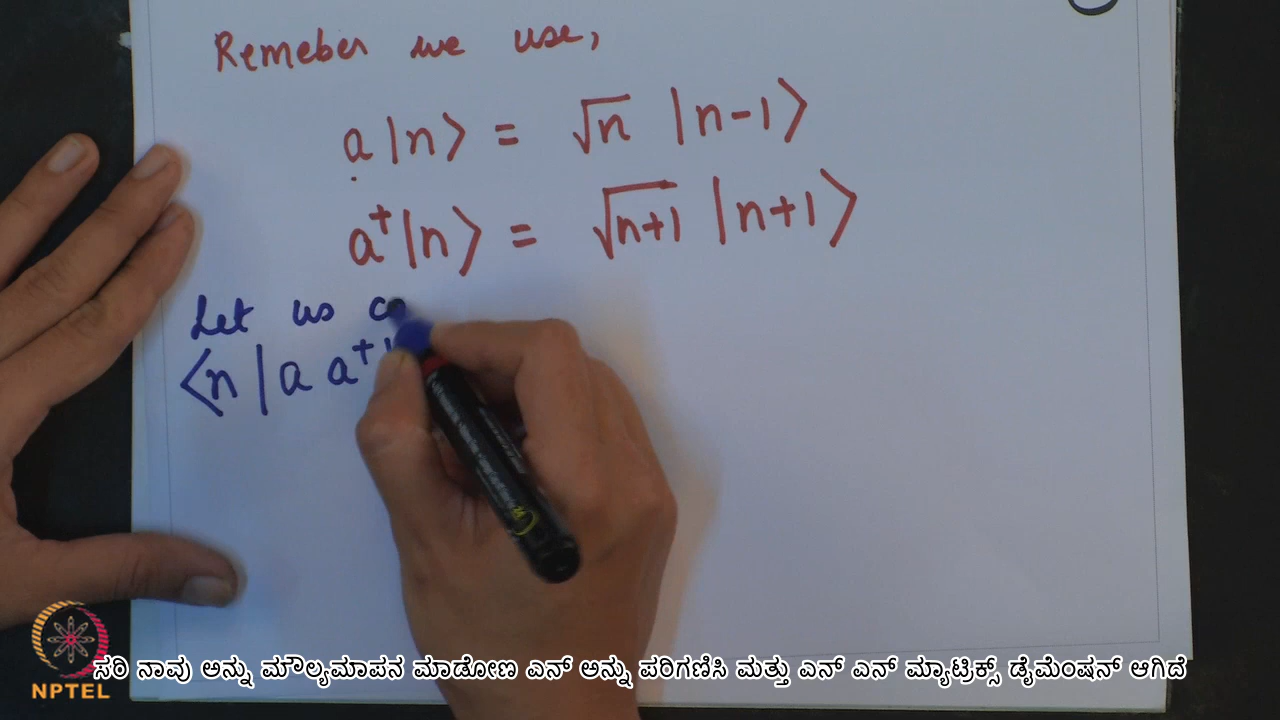 Remeber we use,
a |n⟩ = √n |n-1⟩
a† |n⟩ = √n+1 |n+1⟩
Let us
⟨n | a a†
ಸರಿ ನಾವು ಅನ್ನು ಮೌಲ್ಯಮಾಪನ ಮಾಡೋಣ ಎನ್ ಅನ್ನು ಪರಿಗಣಿಸಿ ಮತ್ತು ಎನ್ ಎನ್ ಮ್ಯಾಟ್ರಿಕ್ಸ್ ಡೈಮೆಂಷನ್ ಆಗಿದೆ
NPTEL